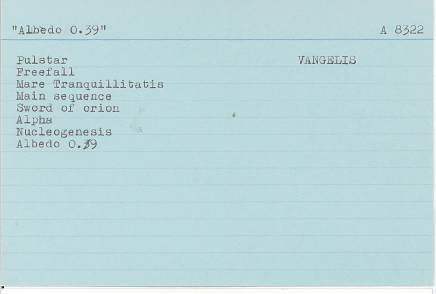 "Albedo 0.39" A 8322
Pulstar VANGELIS
Freefall
Mare Tranquillitatis
Main sequence
Sword of orion
Alpha
Nucleogenesis
Albedo 0.39